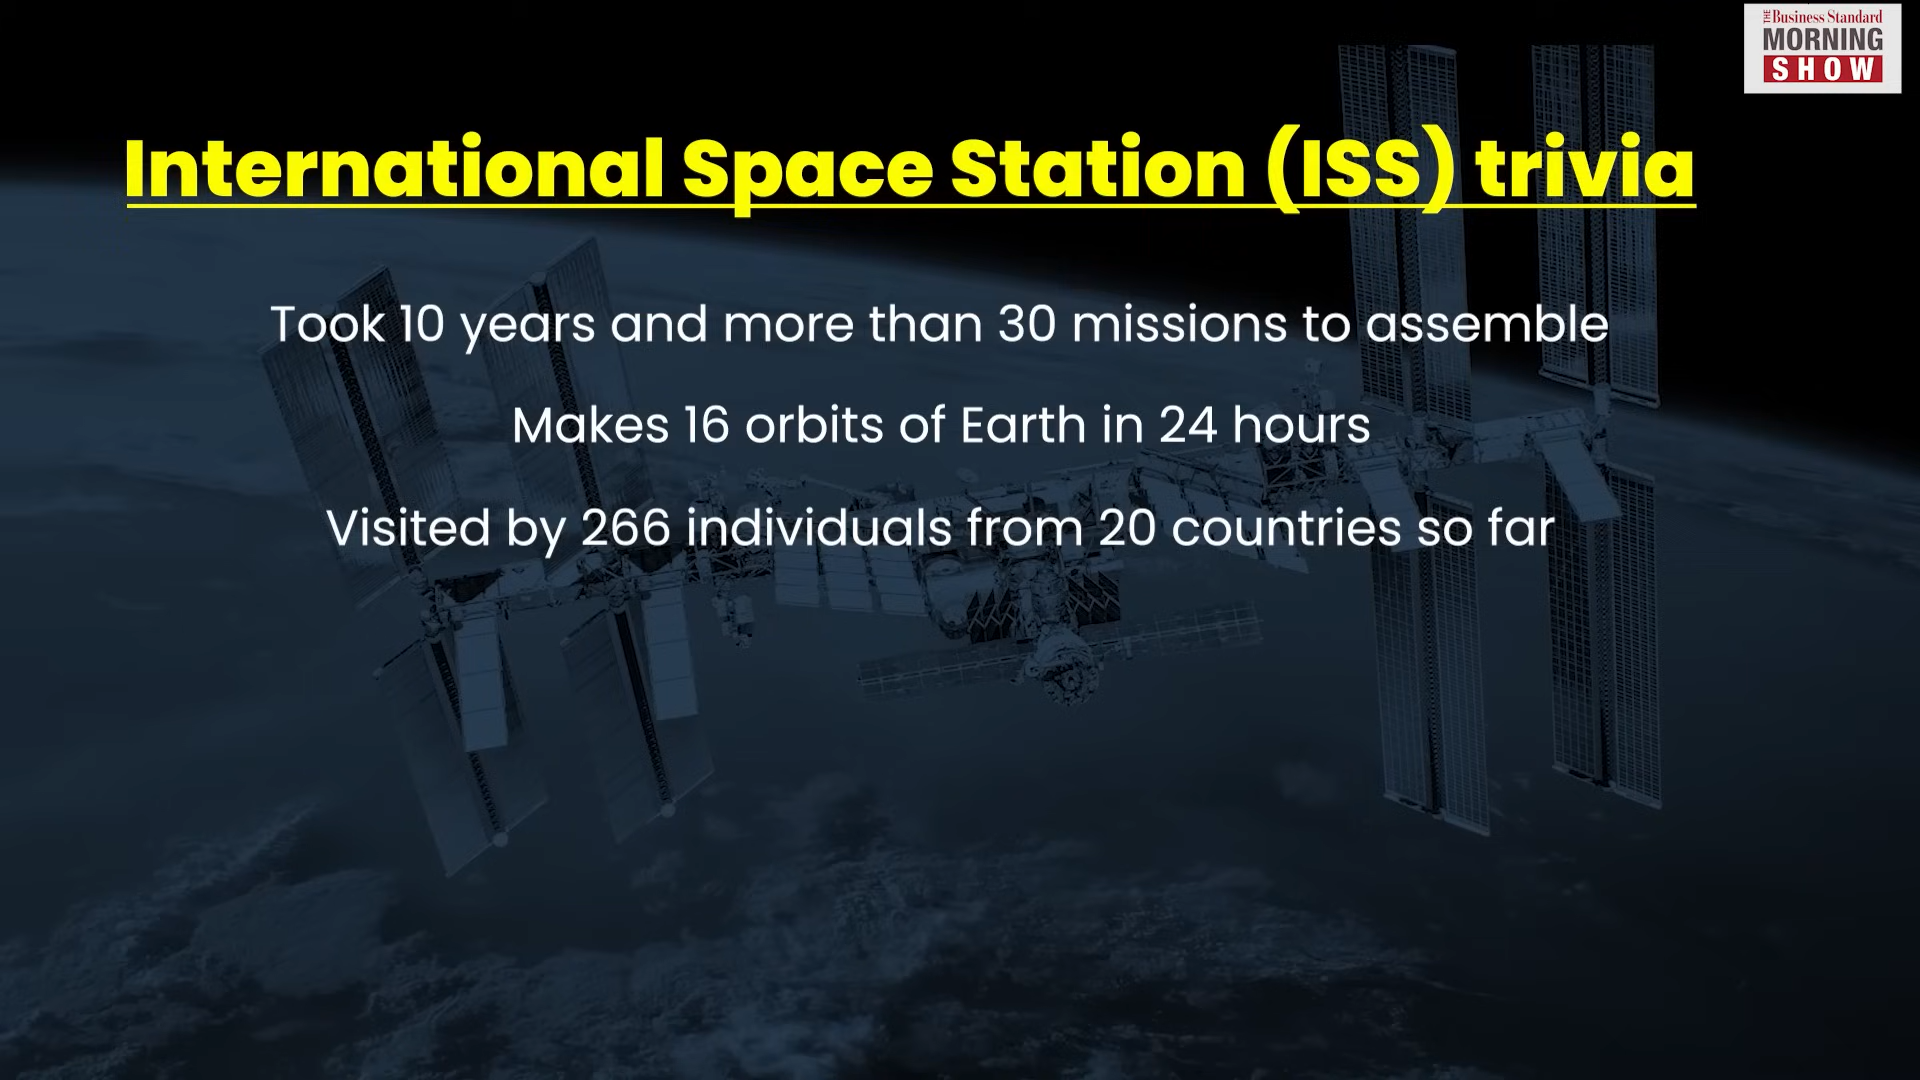 THE Business Standard
MORNING
SHOW
International Space Station (ISS) trivia
Took 10 years and more than 30 missions to assemble
Makes 16 orbits of Earth in 24 hours
Visited by 266 individuals from 20 countries so far